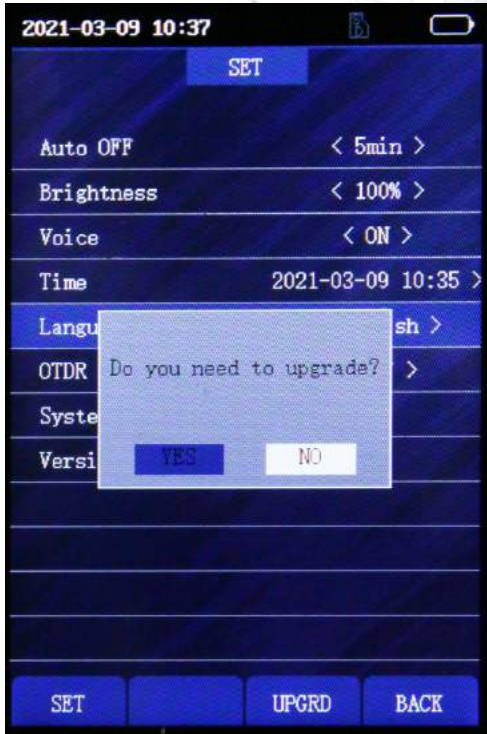 2021-03-09 10:37
SET
Auto OFF < 5min >
Brightness < 100% >
Voice < ON >
Time 2021-03-09 10:35 >
Langu sh >
OTDR >
Syste
Versi
Do you need to upgrade?
YES NO
SET UPGRD BACK